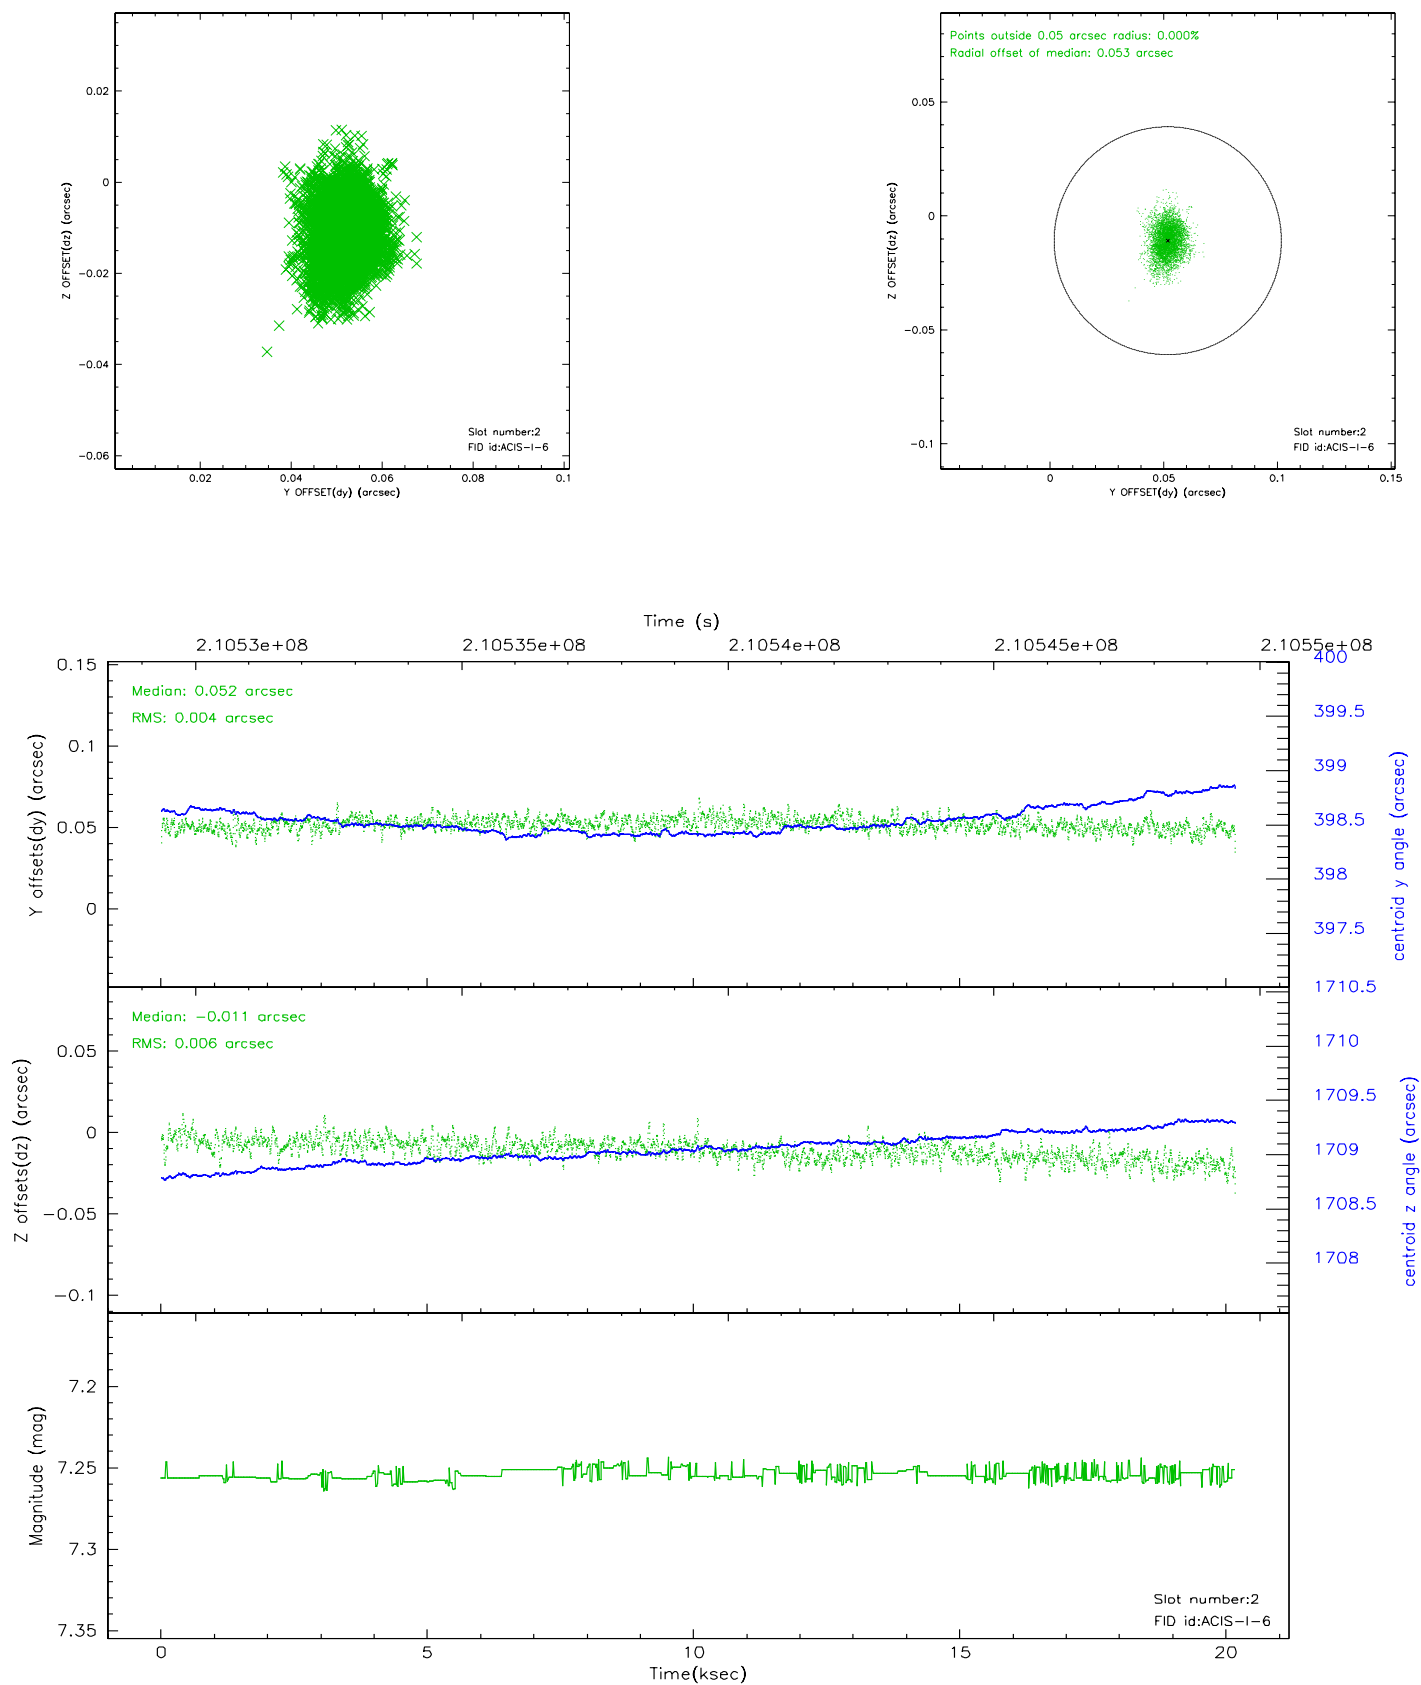 0.02
0
−0.02
−0.04
−0.06
Z OFFSET(dz) (arcsec)
Slot number:2
FID id:ACIS−I−6
0.02
0.04
0.06
0.08
0.1
Y OFFSET(dy) (arcsec)
Points outside 0.05 arcsec radius: 0.000%
Radial offset of median: 0.053 arcsec
0.05
0
−0.05
−0.1
Z OFFSET(dz) (arcsec)
Slot number:2
FID id:ACIS−I−6
0
0.05
0.1
0.15
Y OFFSET(dy) (arcsec)
Time (s)
2.1053e+08
2.10535e+08
2.1054e+08
2.10545e+08
2.1055e+08
0.15
0.1
0.05
0
Y offsets(dy) (arcsec)
Median: 0.052 arcsec
RMS: 0.004 arcsec
400
399.5
399
398.5
398
397.5
centroid y angle (arcsec)
0.05
0
−0.05
−0.1
Z offsets(dz) (arcsec)
Median: −0.011 arcsec
RMS: 0.006 arcsec
1710.5
1710
1709.5
1709
1708.5
1708
centroid z angle (arcsec)
7.2
7.25
7.3
7.35
Magnitude (mag)
Slot number:2
FID id:ACIS−I−6
0
5
10
15
20
Time(ksec)